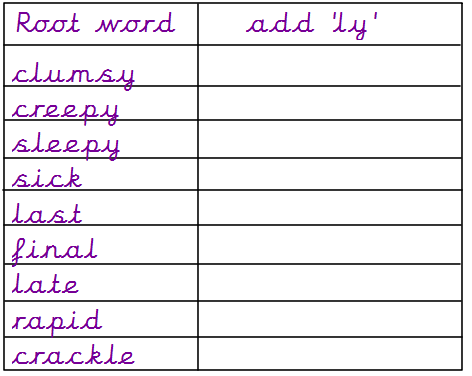 Root word add 'ly'
clumsy
creepy
sleepy
sick
last
final
late
rapid
crackle